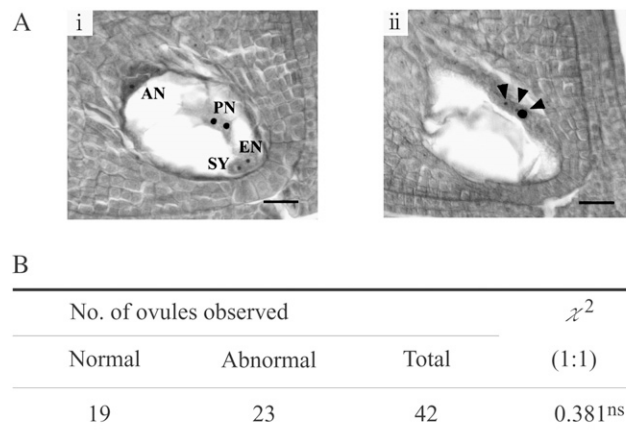 A
i
ii
AN
PN
EN
SY
B
No. of ovules observed
χ²
Normal Abnormal Total (1:1)
19 23 42 0.381ⁿˢ